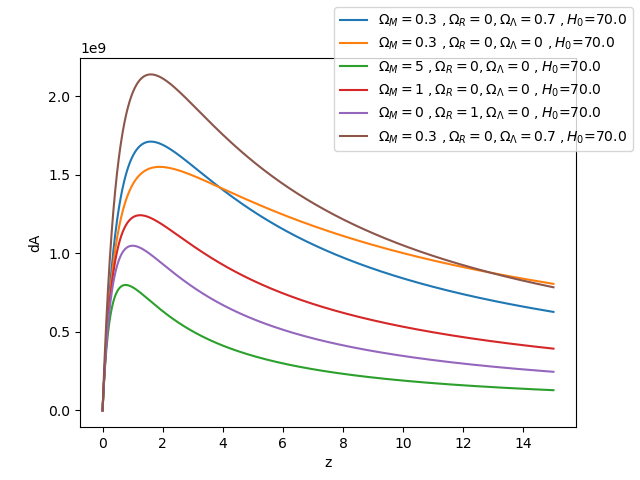 Ω_M = 0.3 , Ω_R = 0, Ω_Λ = 0.7 , H_0=70.0
Ω_M = 0.3 , Ω_R = 0, Ω_Λ = 0 , H_0=70.0
Ω_M = 5 , Ω_R = 0, Ω_Λ = 0 , H_0=70.0
Ω_M = 1 , Ω_R = 0, Ω_Λ = 0 , H_0=70.0
Ω_M = 0 , Ω_R = 1, Ω_Λ = 0 , H_0=70.0
Ω_M = 0.3 , Ω_R = 0, Ω_Λ = 0.7 , H_0=70.0
1e9
2.0
1.5
1.0
0.5
0.0
dA
0 2 4 6 8 10 12 14
z